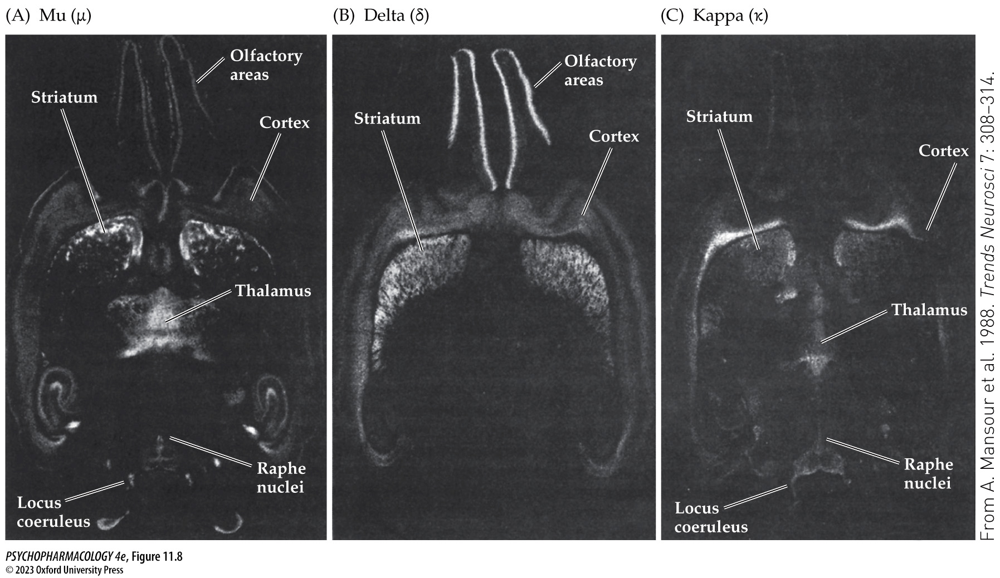 (A) Mu (μ)
Olfactory
areas
Striatum
Cortex
Thalamus
Raphe
nuclei
Locus
coeruleus
(B) Delta (δ)
Olfactory
areas
Striatum
Cortex
(C) Kappa (κ)
Striatum
Cortex
Thalamus
Raphe
nuclei
Locus
coeruleus
From A. Mansour et al. 1988. Trends Neurosci 7: 308–314.
PSYCHOPHARMACOLOGY 4e, Figure 11.8
© 2023 Oxford University Press